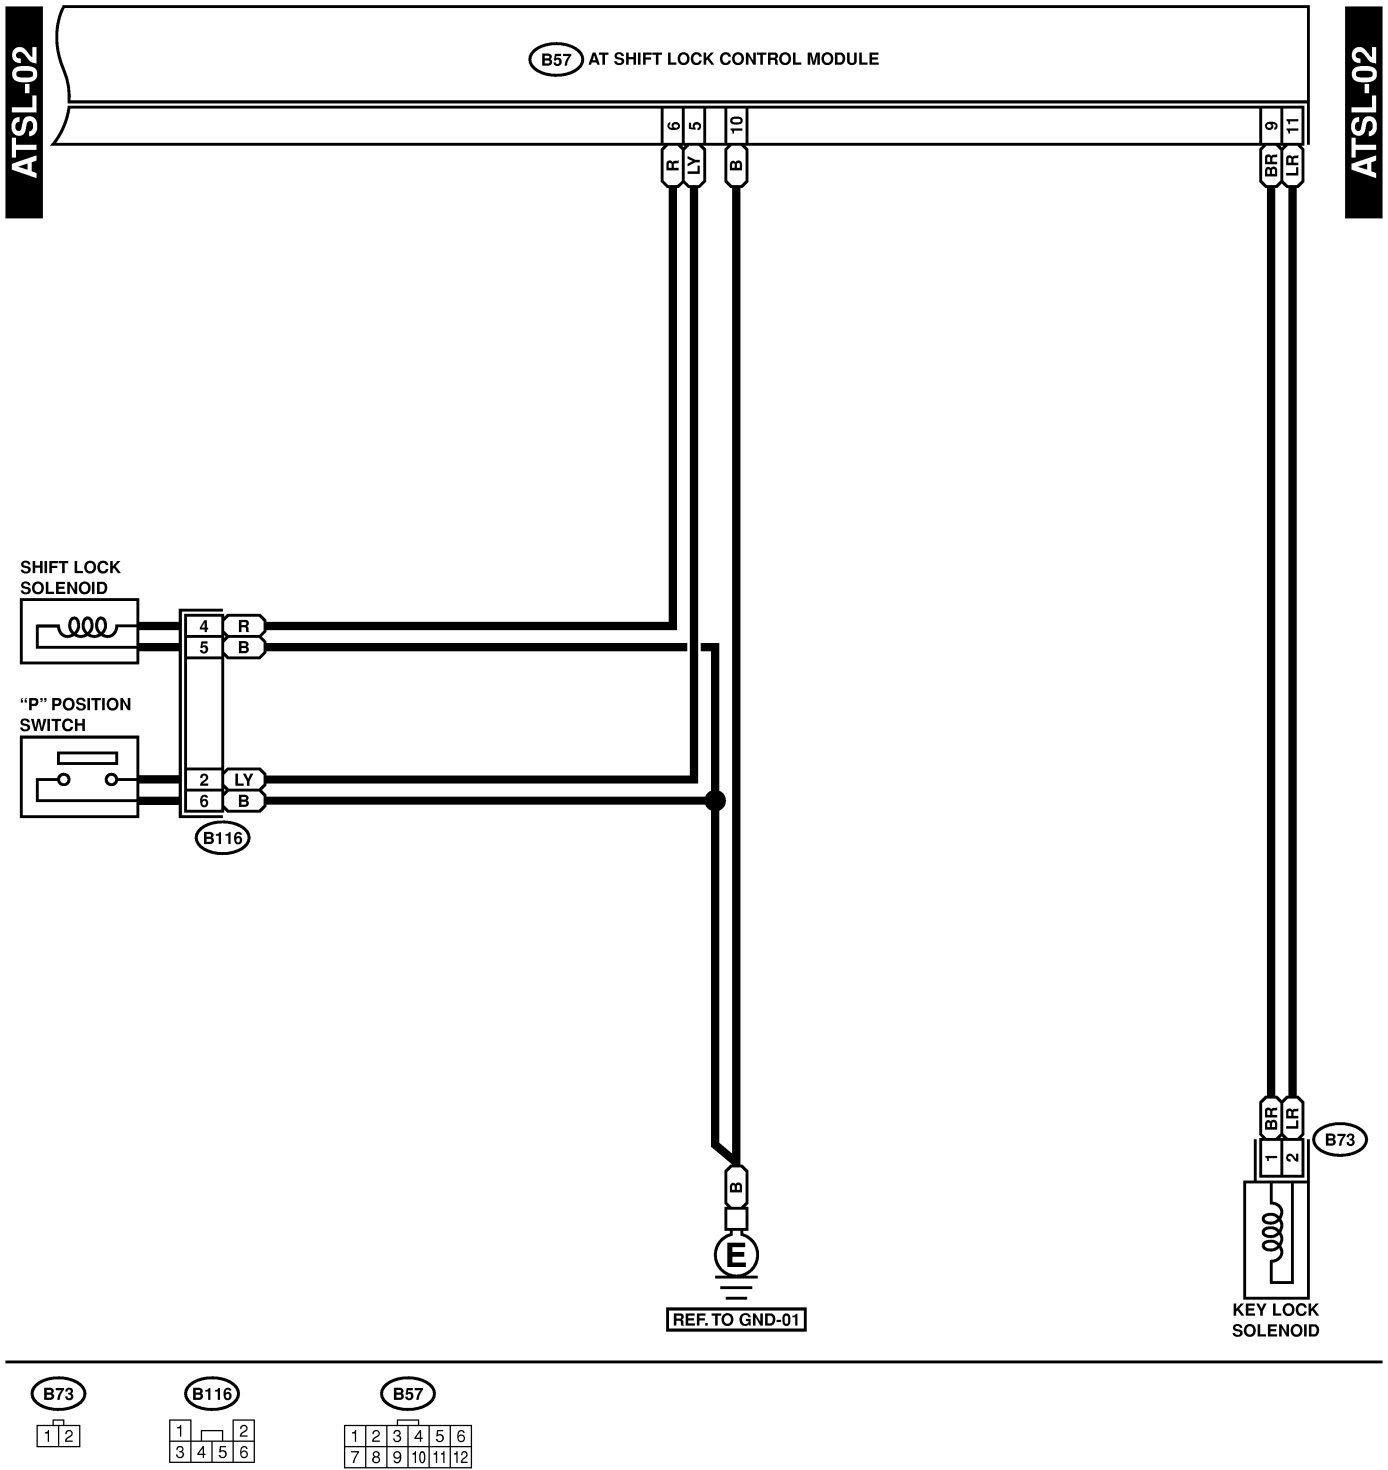 ATSL-02
B57 AT SHIFT LOCK CONTROL MODULE
ATSL-02
6 5 10 9 11
R LY B BR LR
SHIFT LOCK
SOLENOID
4 R
5 B
“P” POSITION
SWITCH
2 LY
6 B
B116
BR LR
B73
1 2
B
E
REF. TO GND-01
KEY LOCK
SOLENOID
B73 B116 B57
1 2
1 2
3 4 5 6
1 2 3 4 5 6
7 8 9 10 11 12